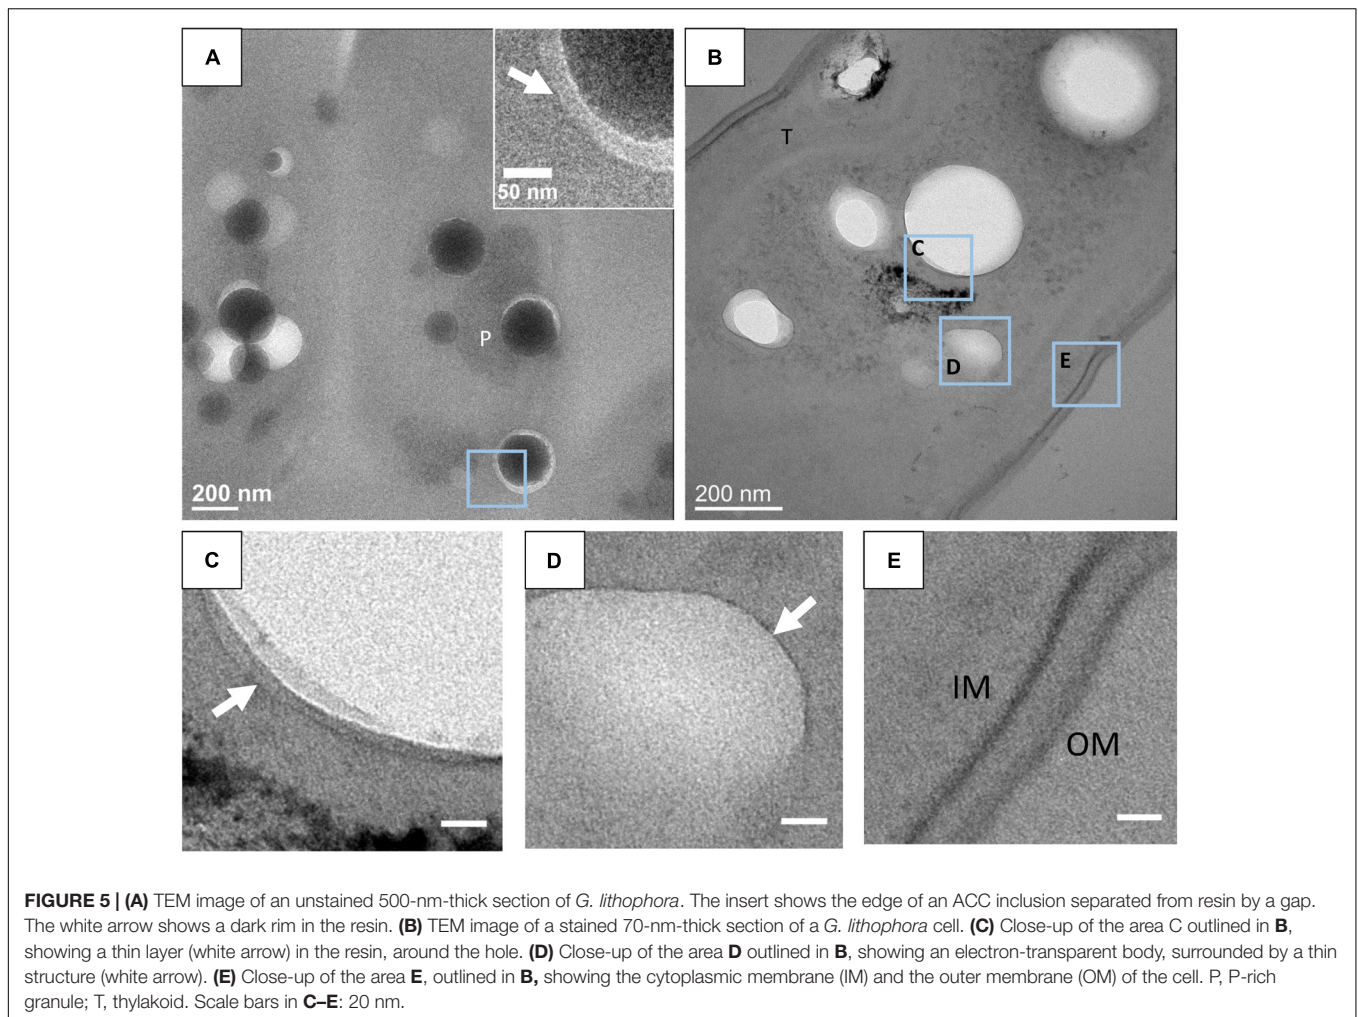 A
50 nm
P
200 nm
B
T
C
D
E
200 nm
C
D
E
IM
OM
FIGURE 5 | (A) TEM image of an unstained 500-nm-thick section of G. lithophora. The insert shows the edge of an ACC inclusion separated from resin by a gap.
The white arrow shows a dark rim in the resin. (B) TEM image of a stained 70-nm-thick section of a G. lithophora cell. (C) Close-up of the area C outlined in B,
showing a thin layer (white arrow) in the resin, around the hole. (D) Close-up of the area D outlined in B, showing an electron-transparent body, surrounded by a thin
structure (white arrow). (E) Close-up of the area E, outlined in B, showing the cytoplasmic membrane (IM) and the outer membrane (OM) of the cell. P, P-rich
granule; T, thylakoid. Scale bars in C–E: 20 nm.